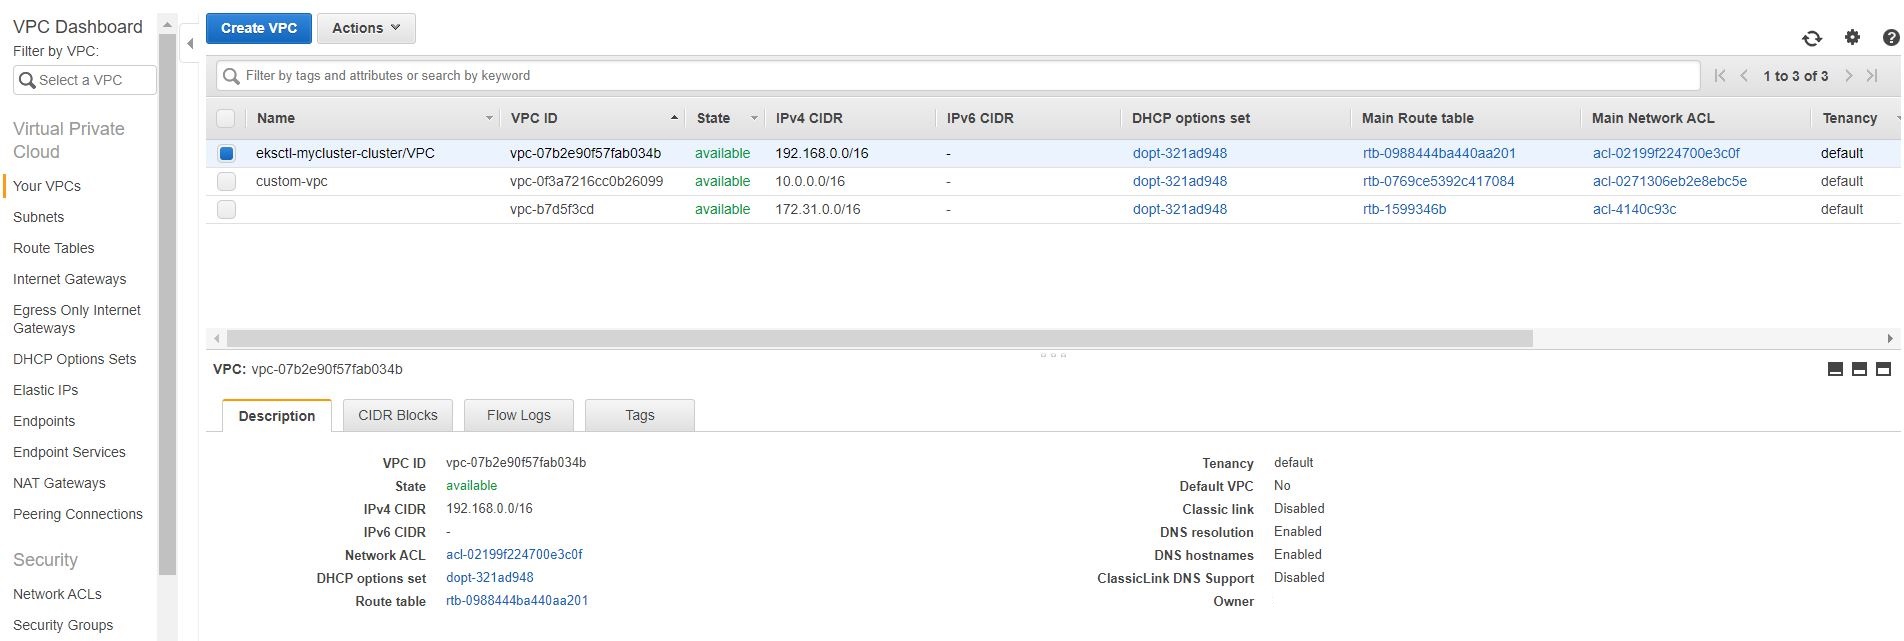 VPC Dashboard
Filter by VPC:
Select a VPC
Virtual Private
Cloud
Your VPCs
Subnets
Route Tables
Internet Gateways
Egress Only Internet
Gateways
DHCP Options Sets
Elastic IPs
Endpoints
Endpoint Services
NAT Gateways
Peering Connections
Security
Network ACLs
Security Groups
Create VPC Actions
Filter by tags and attributes or search by keyword 1 to 3 of 3
Name VPC ID State IPv4 CIDR IPv6 CIDR DHCP options set Main Route table Main Network ACL Tenancy
eksctl-mycluster-cluster/VPC vpc-07b2e90f57fab034b available 192.168.0.0/16 - dopt-321ad948 rtb-0988444ba440aa201 acl-02199f224700e3c0f default
custom-vpc vpc-0f3a7216cc0b26099 available 10.0.0.0/16 - dopt-321ad948 rtb-0769ce5392c417084 acl-0271306eb2e8ebc5e default
vpc-b7d5f3cd available 172.31.0.0/16 - dopt-321ad948 rtb-1599346b acl-4140c93c default
VPC: vpc-07b2e90f57fab034b
Description CIDR Blocks Flow Logs Tags
VPC ID vpc-07b2e90f57fab034b
State available
IPv4 CIDR 192.168.0.0/16
IPv6 CIDR -
Network ACL acl-02199f224700e3c0f
DHCP options set dopt-321ad948
Route table rtb-0988444ba440aa201
Tenancy default
Default VPC No
Classic link Disabled
DNS resolution Enabled
DNS hostnames Enabled
ClassicLink DNS Support Disabled
Owner